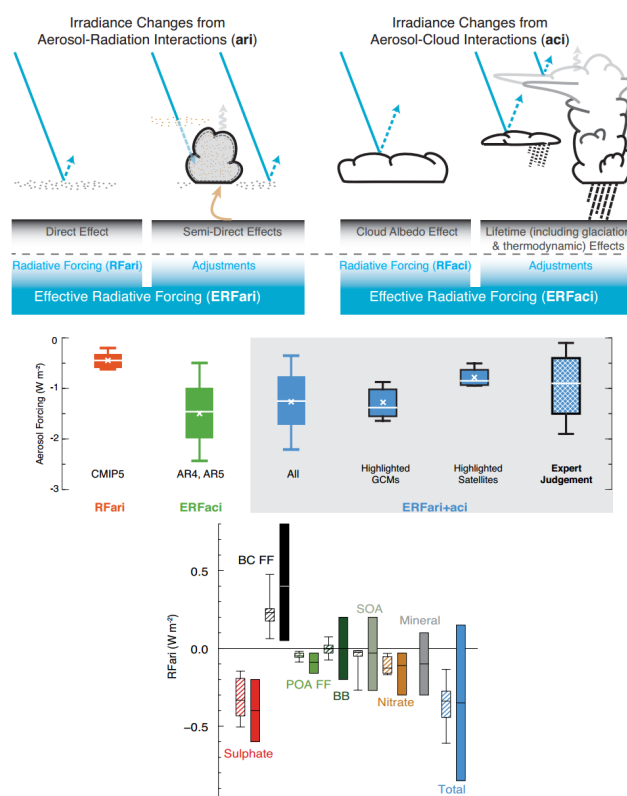 Irradiance Changes from
Aerosol-Radiation Interactions (ari)
Irradiance Changes from
Aerosol-Cloud Interactions (aci)
Direct Effect
Semi-Direct Effects
Cloud Albedo Effect
Lifetime (including glaciation
& thermodynamic) Effects
Radiative Forcing (RFari)
Adjustments
Radiative Forcing (RFaci)
Adjustments
Effective Radiative Forcing (ERFari)
Effective Radiative Forcing (ERFaci)
Aerosol Forcing (W m⁻²)
0
-1
-2
-3
CMIP5
AR4, AR5
All
Highlighted
GCMs
Highlighted
Satellites
Expert
Judgement
RFari
ERFaci
ERFari+aci
RFari (W m⁻²)
0.5
0.0
−0.5
BC FF
SOA
Mineral
POA FF
BB
Nitrate
Sulphate
Total